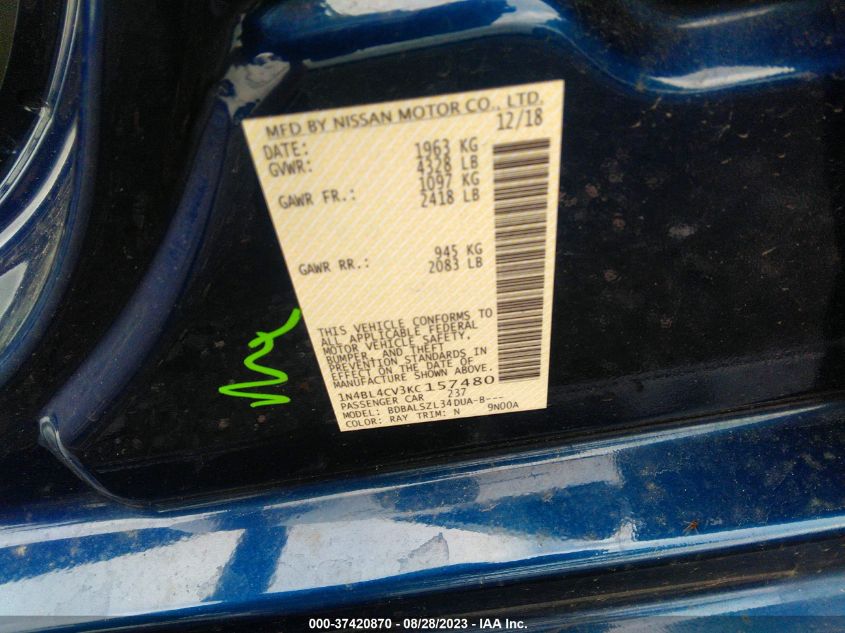 MFD BY NISSAN MOTOR CO., LTD.
DATE: 12/18
GVWR: 1963 KG
4328 LB
GAWR FR.: 1097 KG
2418 LB
GAWR RR.: 945 KG
2083 LB
THIS VEHICLE CONFORMS TO
ALL APPLICABLE FEDERAL
MOTOR VEHICLE SAFETY,
BUMPER, AND THEFT
PREVENTION STANDARDS IN
EFFECT ON THE DATE OF
MANUFACTURE SHOWN ABOVE.
1N4BL4CV3KC157480
PASSENGER CAR 237
MODEL: BDBALSZL34DUA-B---
COLOR: RAY TRIM: N 9N00A
000-37420870 - 08/28/2023 - IAA Inc.